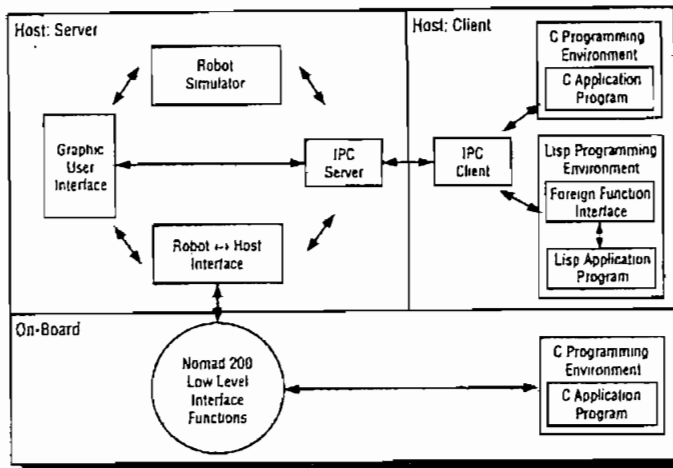 Host: Server
Robot
Simulator
Graphic
User
Interface
IPC
Server
Robot ↔ Host
Interface
Host: Client
C Programming
Environment
C Application
Program
IPC
Client
Lisp Programming
Environment
Foreign Function
Interface
Lisp Application
Program
On-Board
Nomad 200
Low Level
Interface
Functions
C Programming
Environment
C Application
Program